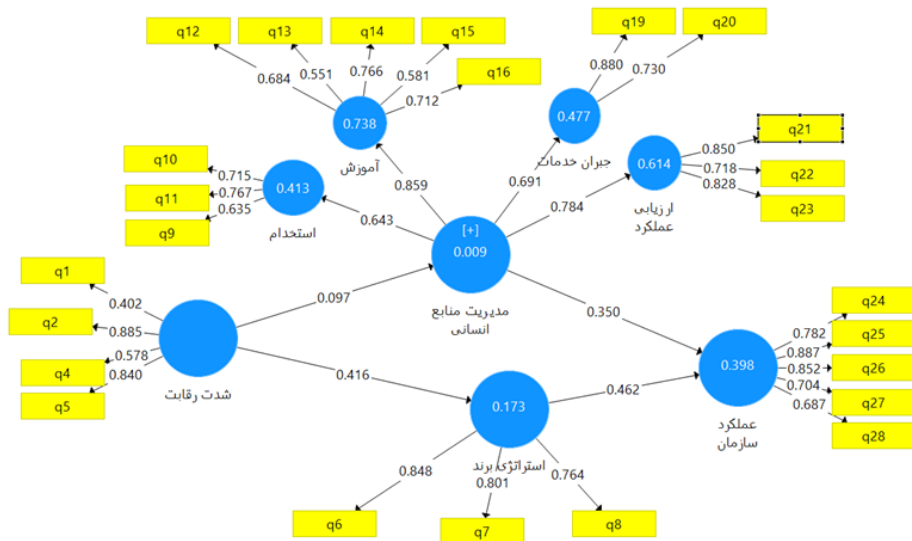 q12
q13
q14
q15
q16
0.684
0.551
0.766
0.581
0.712
0.738
آموزش
q19
q20
0.880
0.730
0.477
جبران خدمات
q21
q22
q23
0.850
0.718
0.828
0.614
ارزیابی
عملکرد
q10
q11
q9
0.715
0.767
0.635
0.413
استخدام
0.859
0.691
0.643
0.784
[+]
0.009
مدیریت منابع
انسانی
q1
q2
q4
q5
0.402
0.885
0.578
0.840
شدت رقابت
0.097
0.416
0.350
0.462
0.173
استراتژی برند
0.848
0.801
0.764
q6
q7
q8
0.398
عملکرد
سازمان
0.782
0.887
0.852
0.704
0.687
q24
q25
q26
q27
q28